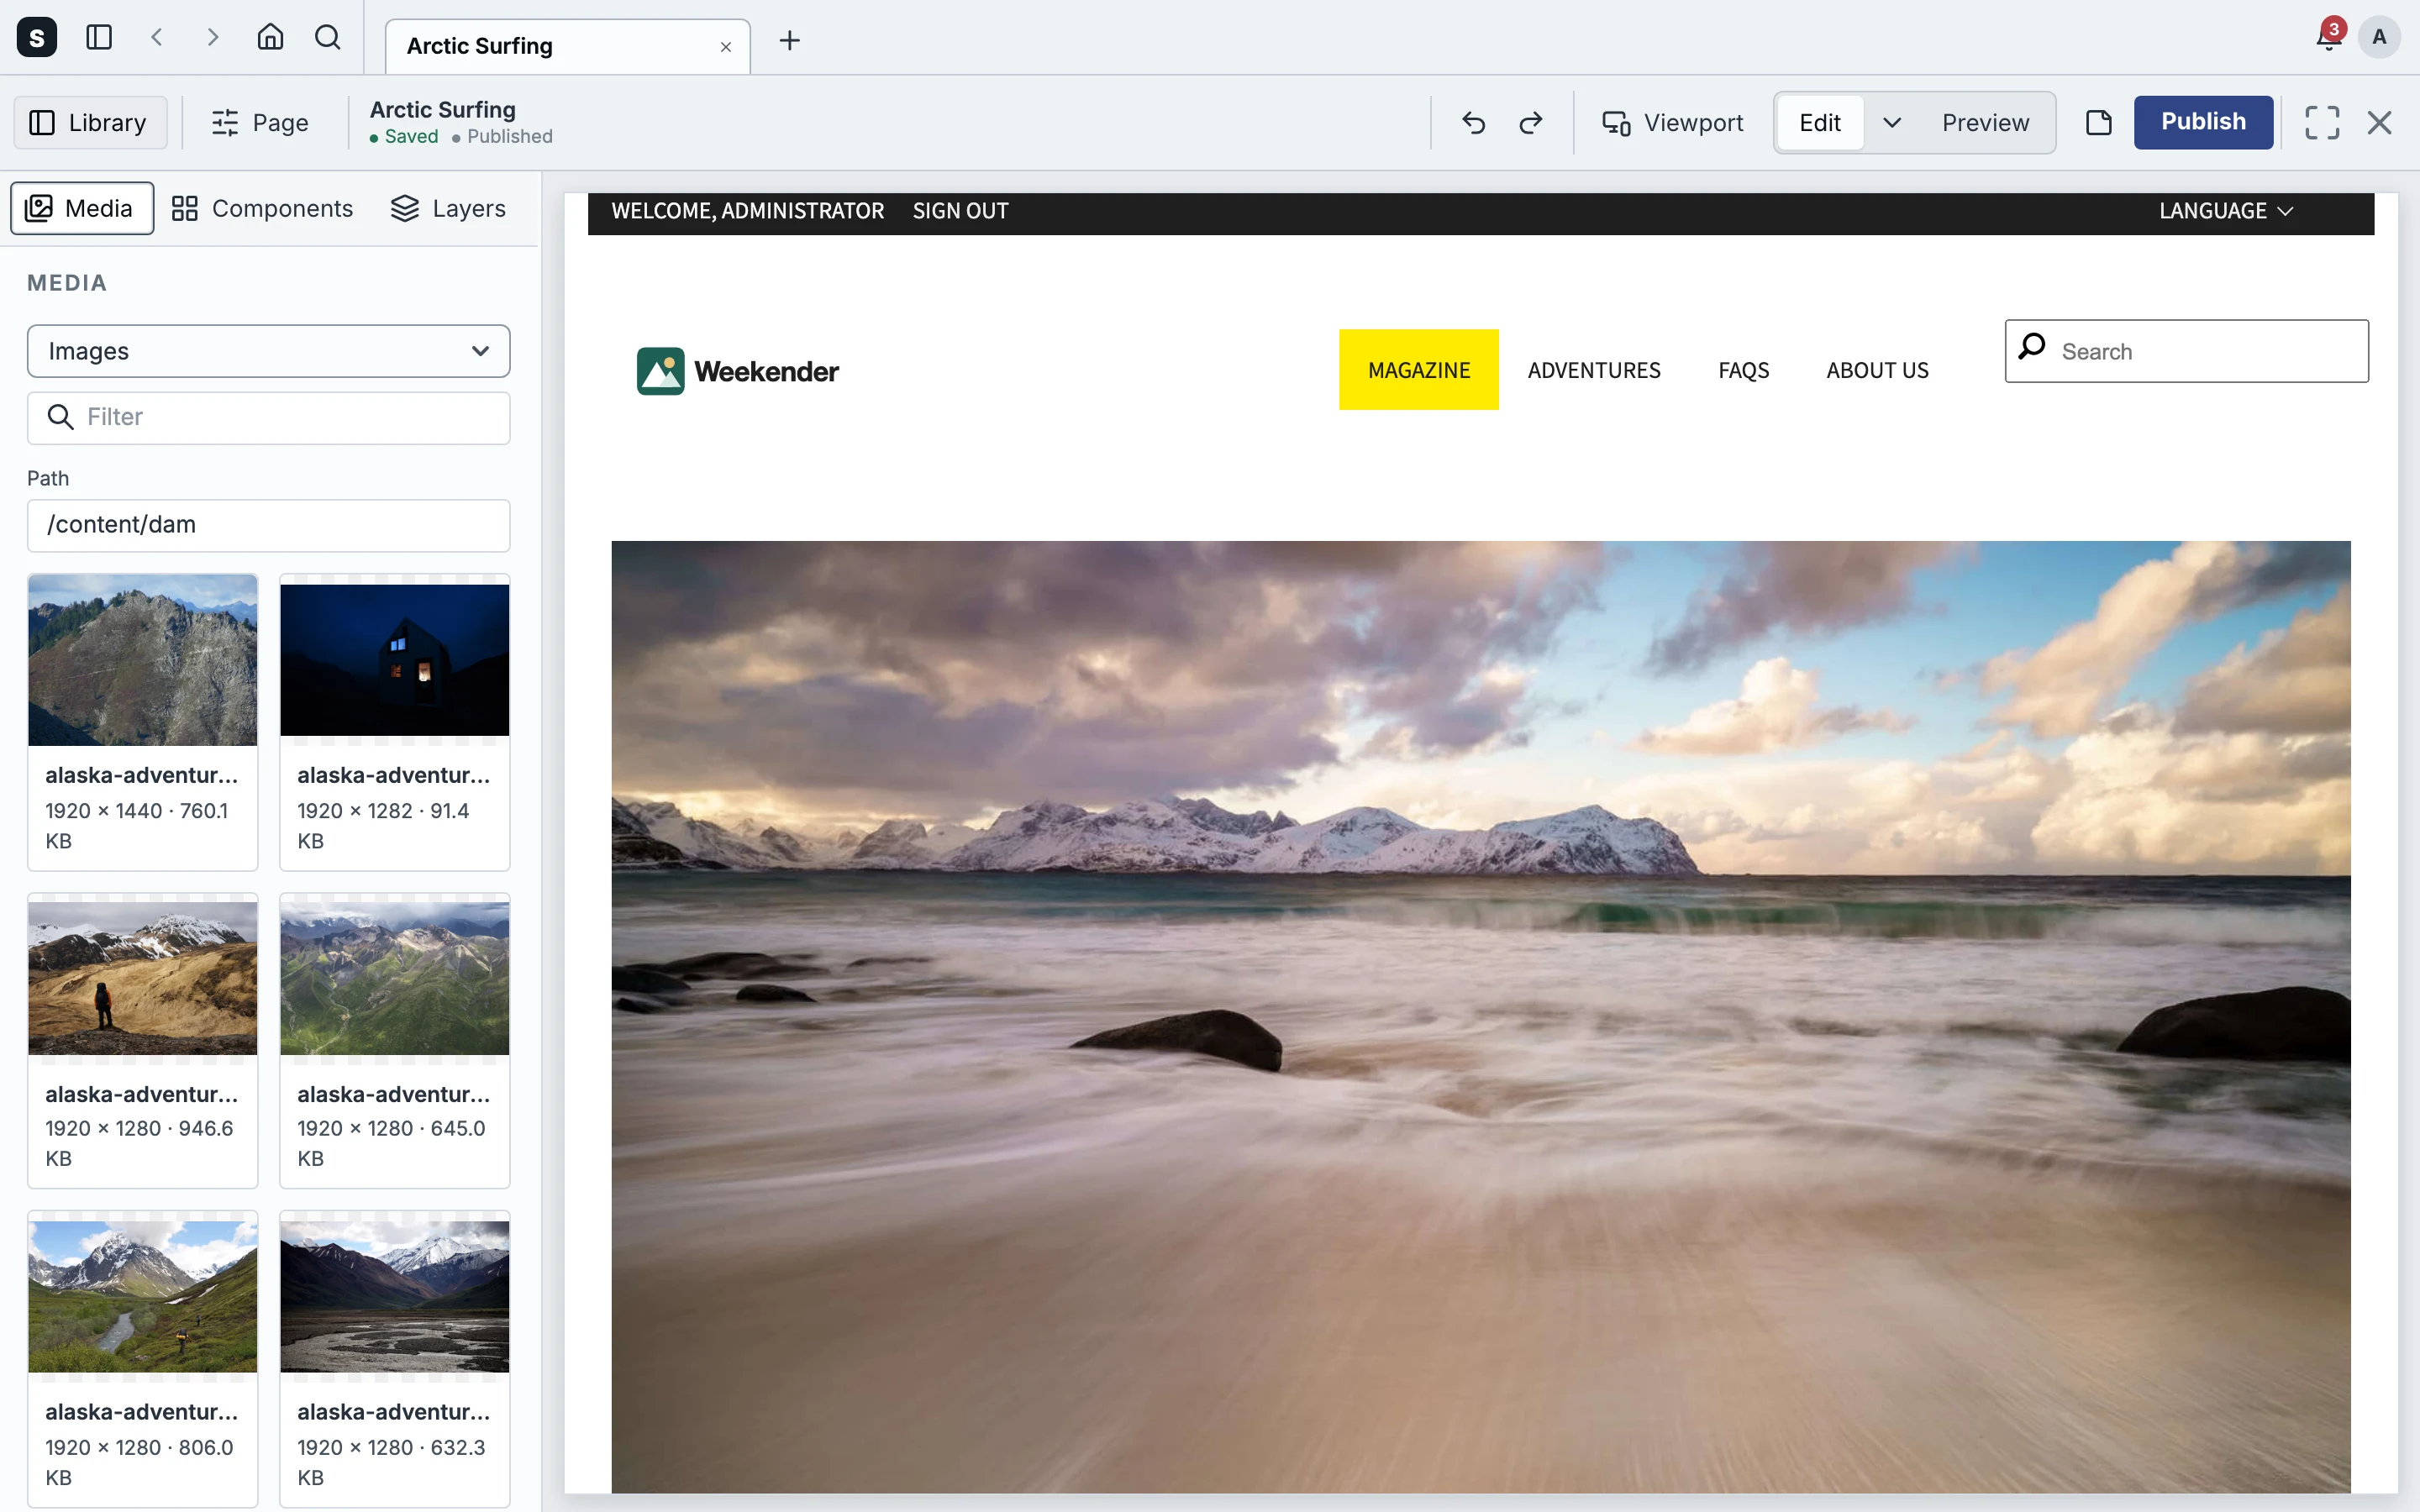 S
Arctic Surfing
3
A
Library
Page
Arctic Surfing
Saved
Published
Viewport
Edit
Preview
Publish
Media
Components
Layers
MEDIA
Images
Filter
Path
/content/dam
alaska-adventur...
1920 × 1440 · 760.1
KB
alaska-adventur...
1920 × 1282 · 91.4
KB
alaska-adventur...
1920 × 1280 · 946.6
KB
alaska-adventur...
1920 × 1280 · 645.0
KB
alaska-adventur...
1920 × 1280 · 806.0
KB
alaska-adventur...
1920 × 1280 · 632.3
KB
WELCOME, ADMINISTRATOR
SIGN OUT
LANGUAGE
Weekender
MAGAZINE
ADVENTURES
FAQS
ABOUT US
Search